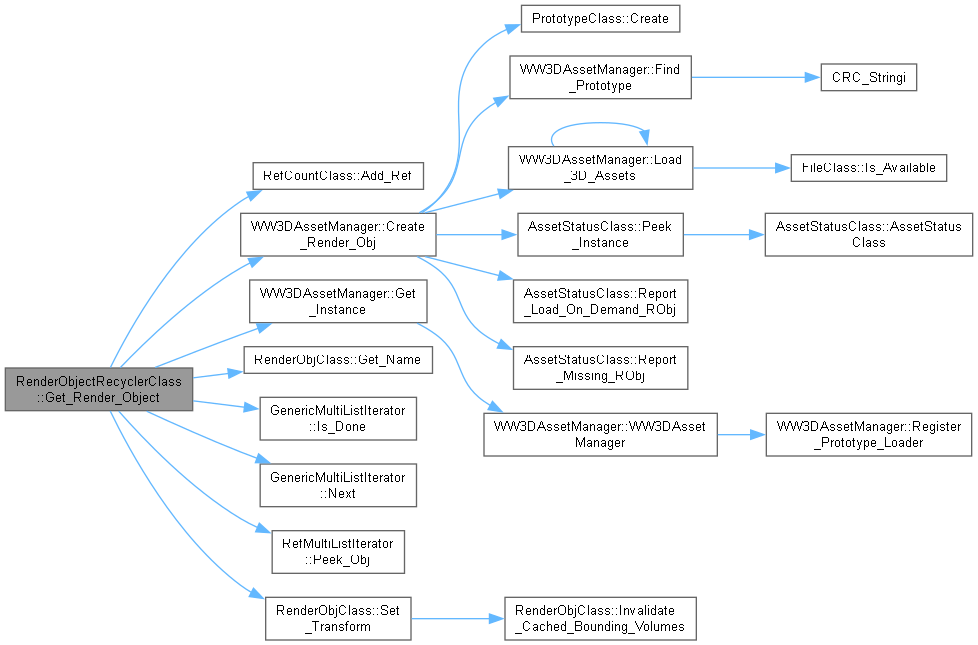 PrototypeClass::Create
WW3DAssetManager::Find
_Prototype
CRC_Stringi
WW3DAssetManager::Load
_3D_Assets
FileClass::Is_Available
RefCountClass::Add_Ref
WW3DAssetManager::Create
_Render_Obj
AssetStatusClass::Peek
_Instance
AssetStatusClass::AssetStatus
Class
WW3DAssetManager::Get
_Instance
AssetStatusClass::Report
_Load_On_Demand_RObj
RenderObjClass::Get_Name
AssetStatusClass::Report
_Missing_RObj
RenderObjectRecyclerClass
::Get_Render_Object
GenericMultiListIterator
::Is_Done
WW3DAssetManager::WW3DAsset
Manager
WW3DAssetManager::Register
_Prototype_Loader
GenericMultiListIterator
::Next
RefMultiListIterator
::Peek_Obj
RenderObjClass::Set
_Transform
RenderObjClass::Invalidate
_Cached_Bounding_Volumes